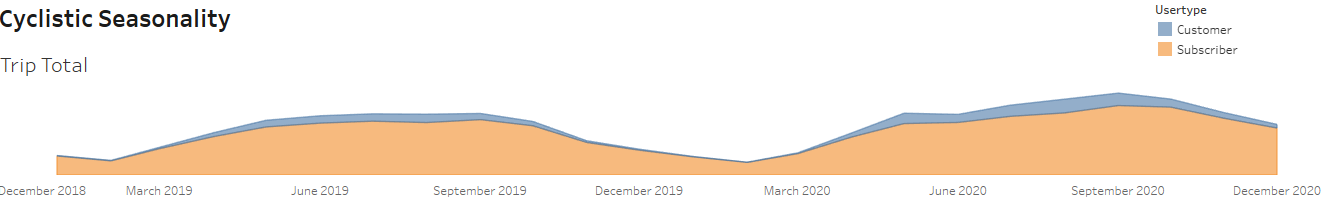 Cyclistic Seasonality
Usertype
Customer
Subscriber
Trip Total
December 2018 March 2019 June 2019 September 2019 December 2019 March 2020 June 2020 September 2020 December 2020